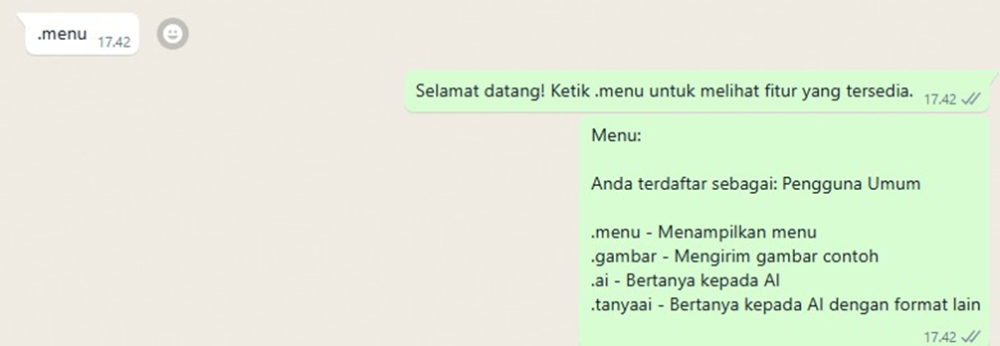 .menu 17.42
Selamat datang! Ketik .menu untuk melihat fitur yang tersedia. 17.42
Menu:
Anda terdaftar sebagai: Pengguna Umum
.menu - Menampilkan menu
.gambar - Mengirim gambar contoh
.ai - Bertanya kepada AI
.tanyaai - Bertanya kepada AI dengan format lain
17.42